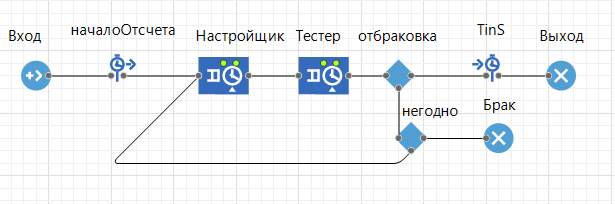 Вход
началоОтсчета
Настройщик
Тестер
отбраковка
TinS
Выход
негодно
Брак